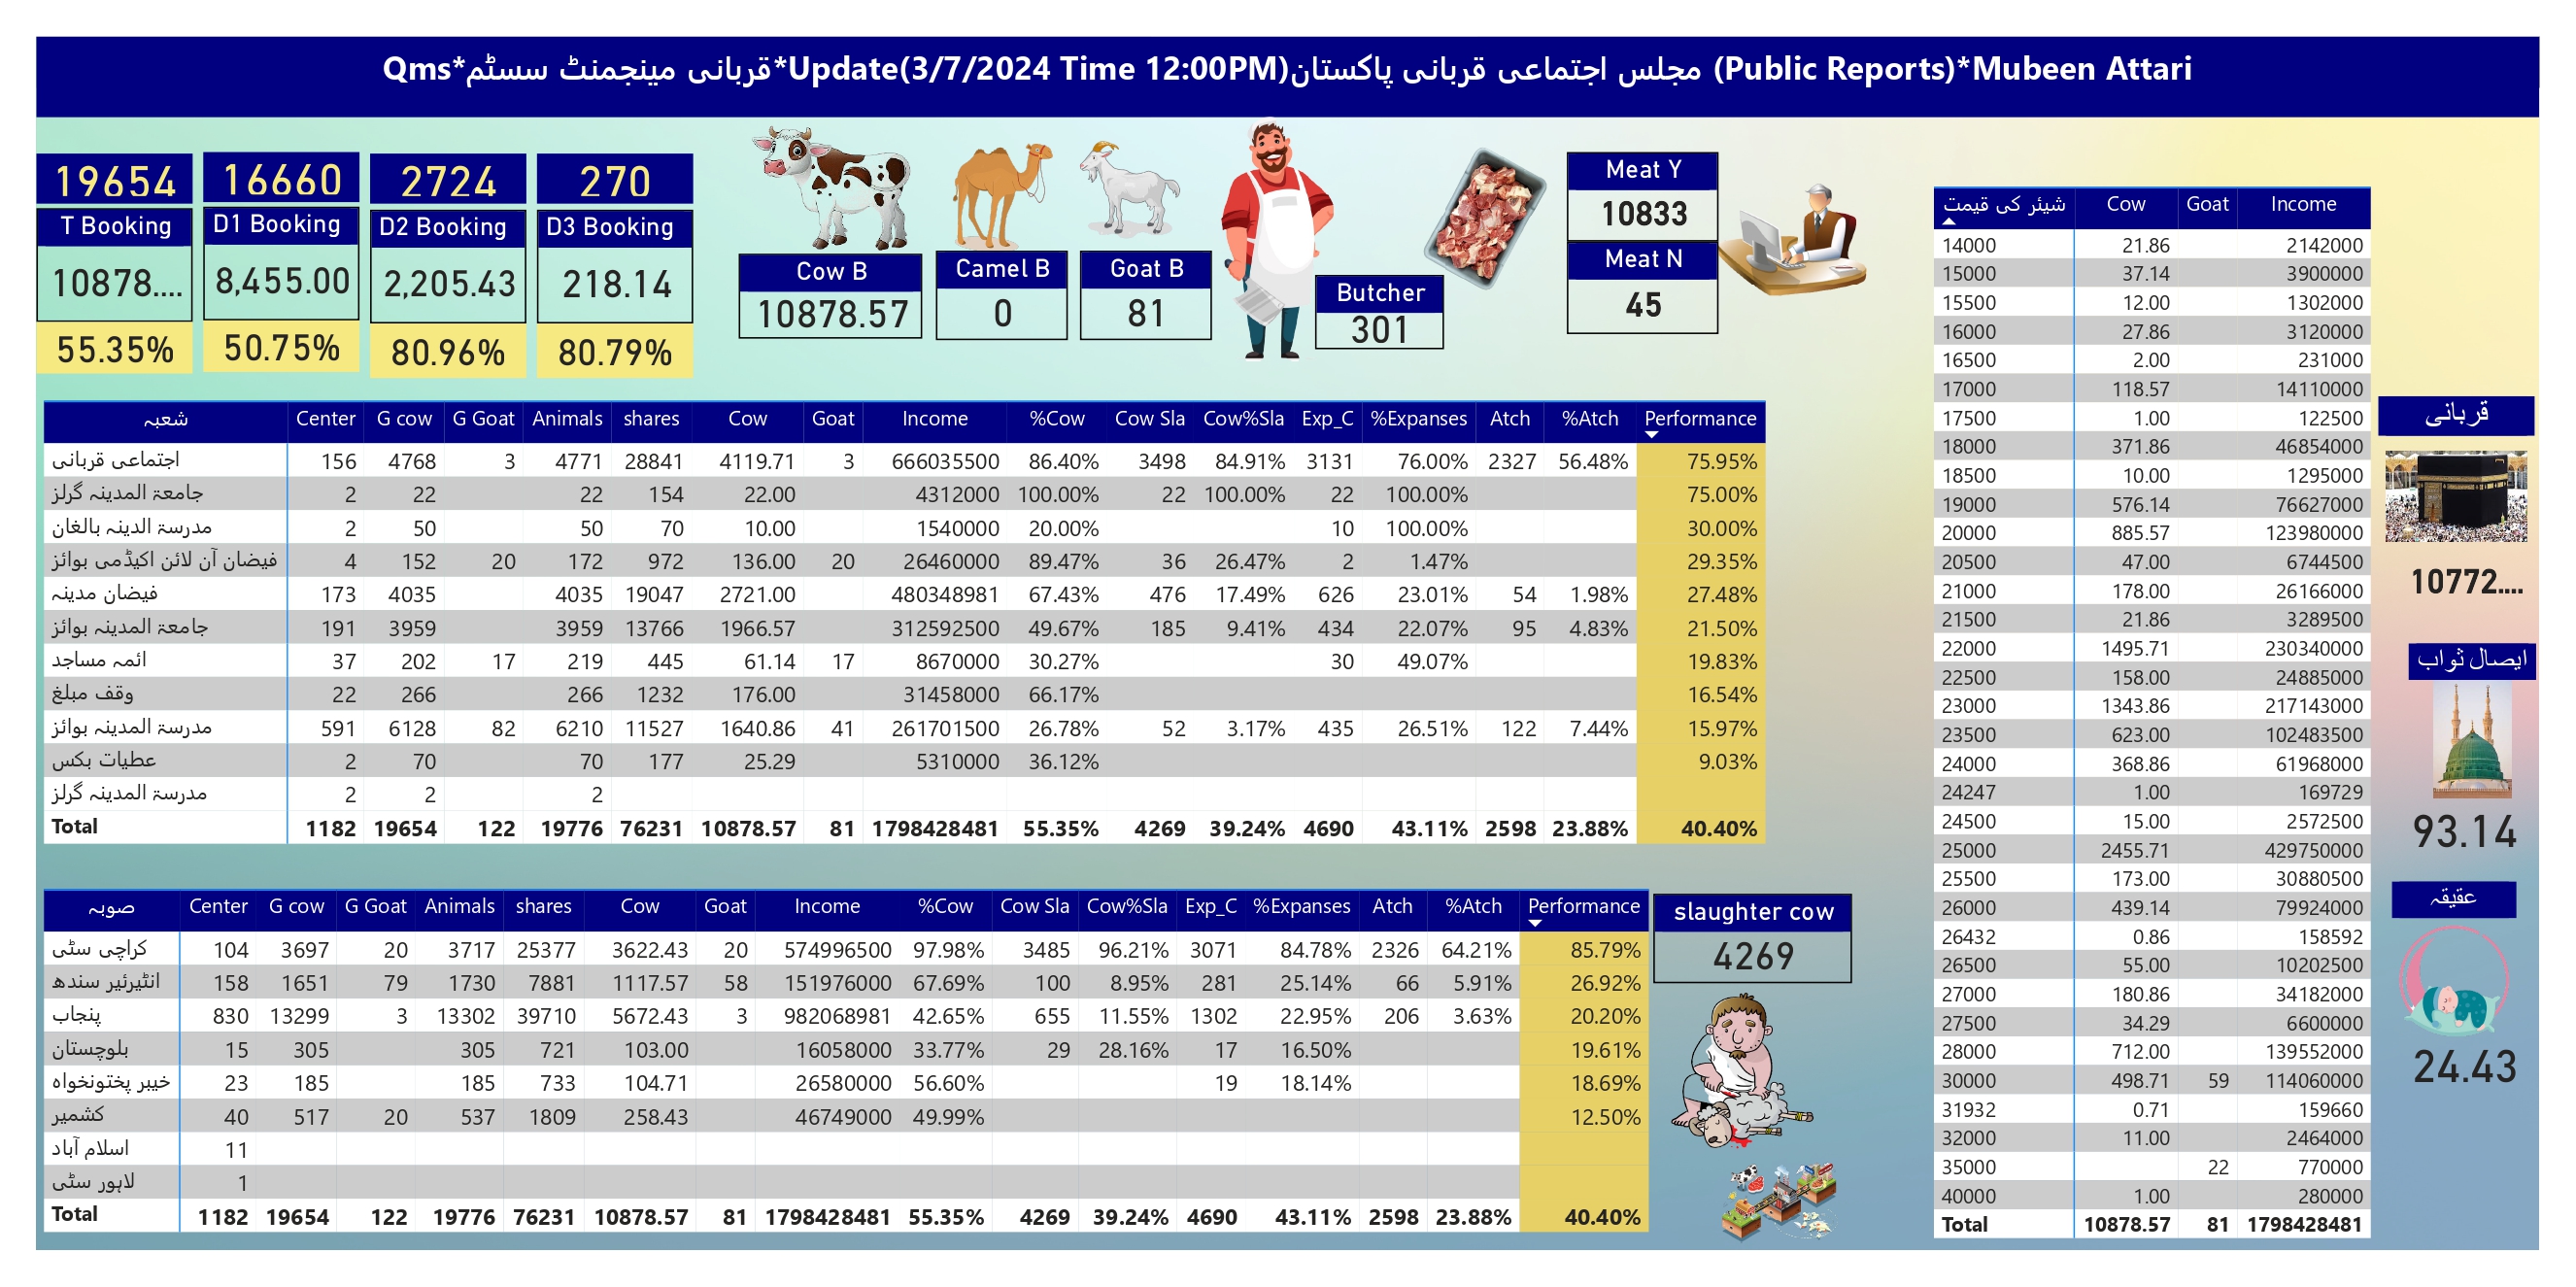 Qms*قربانی مینجمنٹ سسٹم*Update(3/7/2024 Time 12:00PM)مجلس اجتماعی قربانی پاکستان (Public Reports)*Mubeen Attari
19654 16660 2724 270
T Booking D1 Booking D2 Booking D3 Booking
10878.... 8,455.00 2,205.43 218.14
55.35% 50.75% 80.96% 80.79%
Cow B Camel B Goat B
10878.57 0 81
Butcher
301
Meat Y
10833
Meat N
45
شعبہ Center G cow G Goat Animals shares Cow Goat Income %Cow Cow Sla Cow%Sla Exp_C %Expanses Atch %Atch Performance
اجتماعی قربانی 156 4768 3 4771 28841 4119.71 3 666035500 86.40% 3498 84.91% 3131 76.00% 2327 56.48% 75.95%
جامعۃ المدینہ گرلز 2 22 22 154 22.00 4312000 100.00% 22 100.00% 22 100.00% 75.00%
مدرسۃ الدینہ بالغان 2 50 50 70 10.00 1540000 20.00% 10 100.00% 30.00%
فیضان آن لائن اکیڈمی بوائز 4 152 20 172 972 136.00 20 26460000 89.47% 36 26.47% 2 1.47% 29.35%
فیضان مدینہ 173 4035 4035 19047 2721.00 480348981 67.43% 476 17.49% 626 23.01% 54 1.98% 27.48%
جامعۃ المدینہ بوائز 191 3959 3959 13766 1966.57 312592500 49.67% 185 9.41% 434 22.07% 95 4.83% 21.50%
ائمہ مساجد 37 202 17 219 445 61.14 17 8670000 30.27% 30 49.07% 19.83%
وقف مبلغ 22 266 266 1232 176.00 31458000 66.17% 16.54%
مدرسۃ المدینہ بوائز 591 6128 82 6210 11527 1640.86 41 261701500 26.78% 52 3.17% 435 26.51% 122 7.44% 15.97%
عطیات بکس 2 70 70 177 25.29 5310000 36.12% 9.03%
مدرسۃ المدینہ گرلز 2 2 2
Total 1182 19654 122 19776 76231 10878.57 81 1798428481 55.35% 4269 39.24% 4690 43.11% 2598 23.88% 40.40%
صوبہ Center G cow G Goat Animals shares Cow Goat Income %Cow Cow Sla Cow%Sla Exp_C %Expanses Atch %Atch Performance
کراچی سٹی 104 3697 20 3717 25377 3622.43 20 574996500 97.98% 3485 96.21% 3071 84.78% 2326 64.21% 85.79%
انٹیرئیر سندھ 158 1651 79 1730 7881 1117.57 58 151976000 67.69% 100 8.95% 281 25.14% 66 5.91% 26.92%
پنجاب 830 13299 3 13302 39710 5672.43 3 982068981 42.65% 655 11.55% 1302 22.95% 206 3.63% 20.20%
بلوچستان 15 305 305 721 103.00 16058000 33.77% 29 28.16% 17 16.50% 19.61%
خیبر پختونخواہ 23 185 185 733 104.71 26580000 56.60% 19 18.14% 18.69%
کشمیر 40 517 20 537 1809 258.43 46749000 49.99% 12.50%
اسلام آباد 11
لاہور سٹی 1
Total 1182 19654 122 19776 76231 10878.57 81 1798428481 55.35% 4269 39.24% 4690 43.11% 2598 23.88% 40.40%
slaughter cow
4269
شیئر کی قیمت Cow Goat Income
14000 21.86 2142000
15000 37.14 3900000
15500 12.00 1302000
16000 27.86 3120000
16500 2.00 231000
17000 118.57 14110000
17500 1.00 122500
18000 371.86 46854000
18500 10.00 1295000
19000 576.14 76627000
20000 885.57 123980000
20500 47.00 6744500
21000 178.00 26166000
21500 21.86 3289500
22000 1495.71 230340000
22500 158.00 24885000
23000 1343.86 217143000
23500 623.00 102483500
24000 368.86 61968000
24247 1.00 169729
24500 15.00 2572500
25000 2455.71 429750000
25500 173.00 30880500
26000 439.14 79924000
26432 0.86 158592
26500 55.00 10202500
27000 180.86 34182000
27500 34.29 6600000
28000 712.00 139552000
30000 498.71 59 114060000
31932 0.71 159660
32000 11.00 2464000
35000 22 770000
40000 1.00 280000
Total 10878.57 81 1798428481
قربانی
10772....
ایصال ثواب
93.14
عقیقہ
24.43